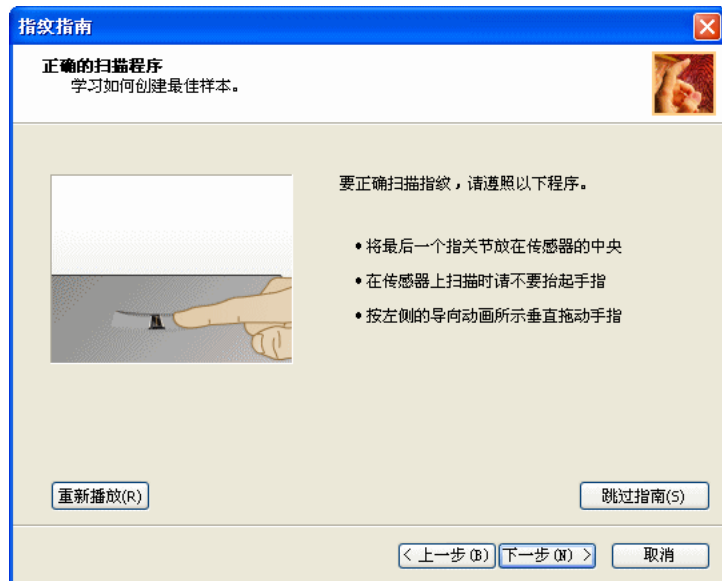 指纹指南
正确的扫描程序
学习如何创建最佳样本。
要正确扫描指纹，请遵照以下程序。
• 将最后一个指关节放在传感器的中央
• 在传感器上扫描时请不要抬起手指
• 按左侧的导向动画所示垂直拖动手指
重新播放(R)
跳过指南(S)
< 上一步(B)
下一步(N) >
取消